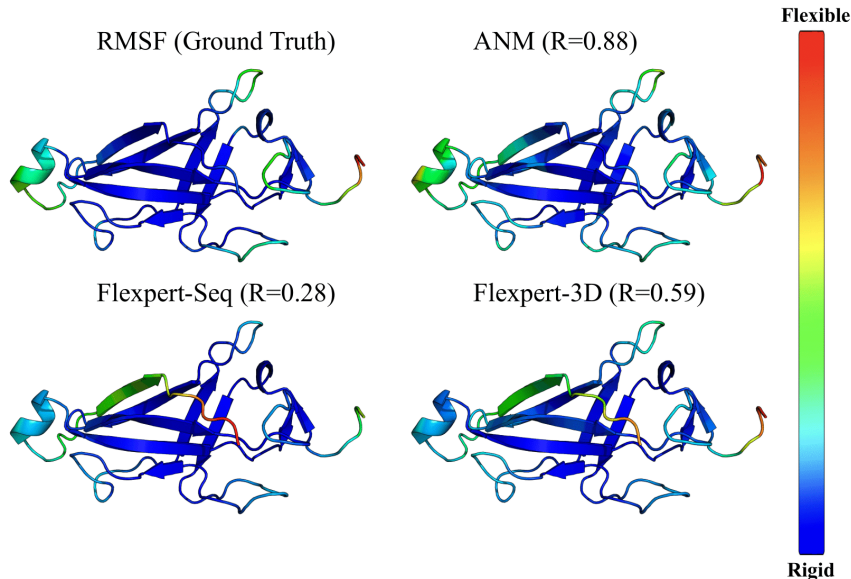 Flexible
RMSF (Ground Truth)
ANM (R=0.88)
Flexpert-Seq (R=0.28)
Flexpert-3D (R=0.59)
Rigid